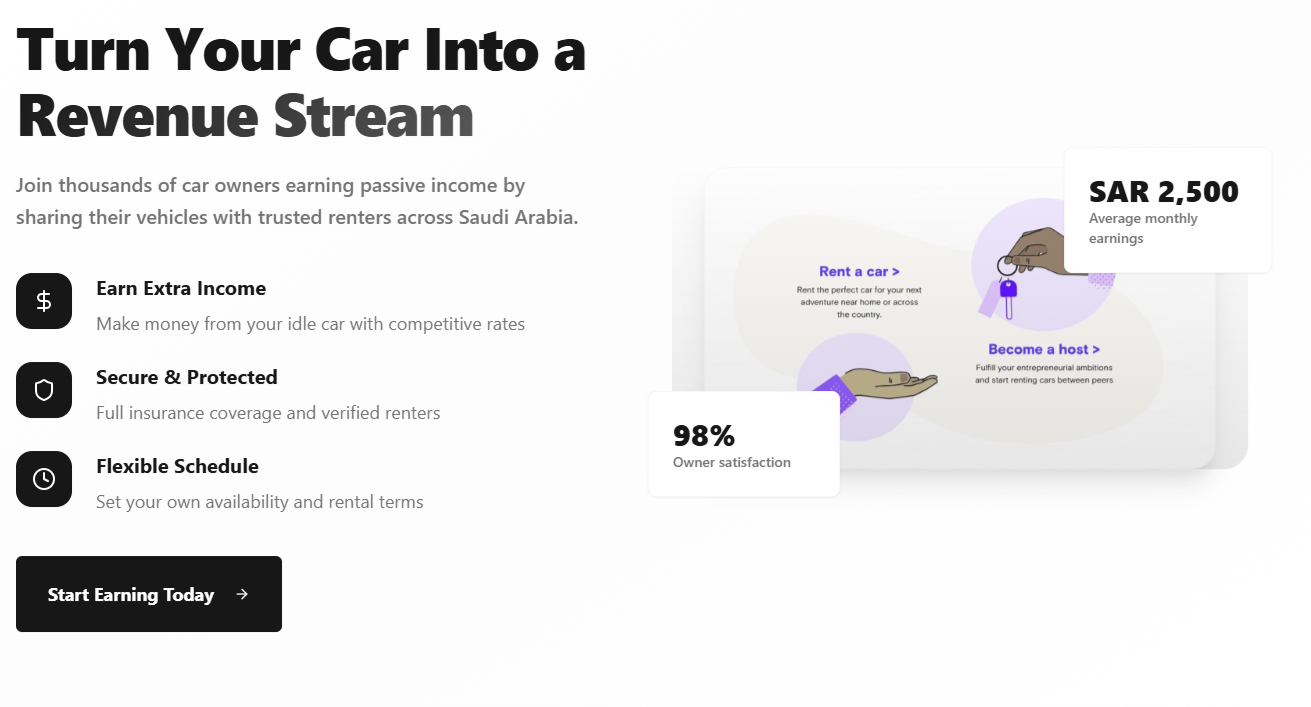 Turn Your Car Into a
Revenue Stream
Join thousands of car owners earning passive income by
sharing their vehicles with trusted renters across Saudi Arabia.
Earn Extra Income
Make money from your idle car with competitive rates
Secure & Protected
Full insurance coverage and verified renters
Flexible Schedule
Set your own availability and rental terms
Start Earning Today
SAR 2,500
Average monthly
earnings
Rent a car >
Rent the perfect car for your next
adventure near home or across
the country.
Become a host >
Fulfill your entrepreneurial ambitions
and start renting cars between peers
98%
Owner satisfaction